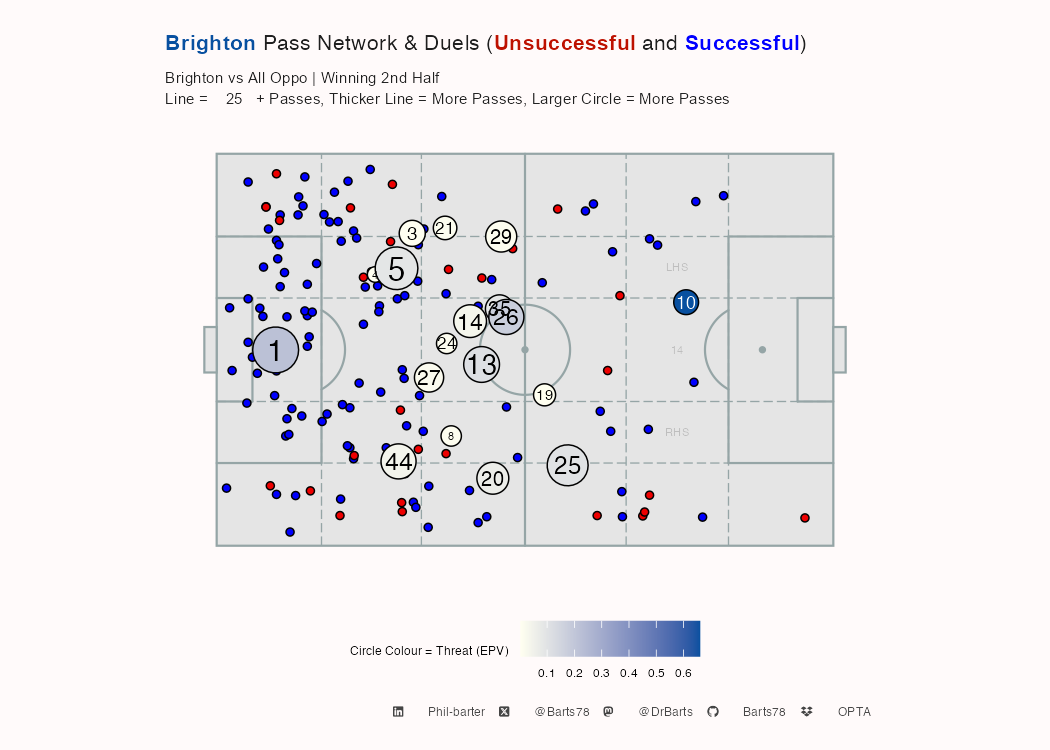 Brighton Pass Network & Duels (Unsuccessful and Successful)
Brighton vs All Oppo | Winning 2nd Half
Line = 25 + Passes, Thicker Line = More Passes, Larger Circle = More Passes
3
21
29
5
LHS
10
35
26
14
24
1
14
13
27
19
8
RHS
44
25
20
Circle Colour = Threat (EPV)
0.1 0.2 0.3 0.4 0.5 0.6
Phil-barter @Barts78 @DrBarts Barts78 OPTA